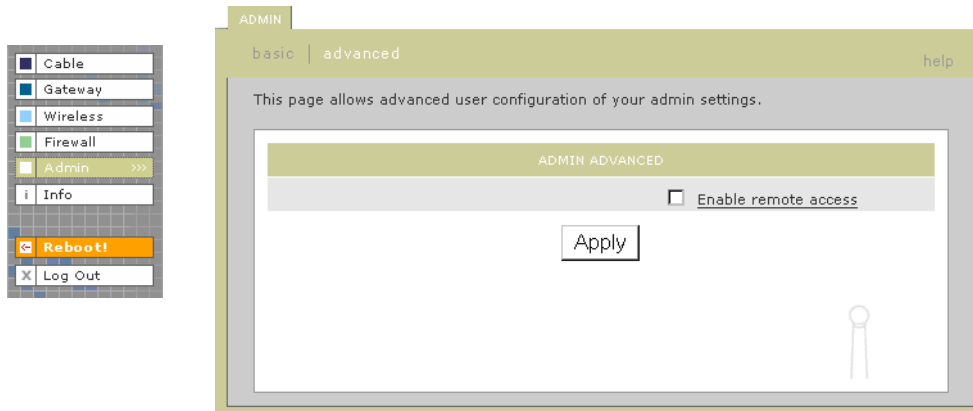 Cable
Gateway
Wireless
Firewall
Admin >>>
i Info
Reboot!
X Log Out
ADMIN
basic | advanced
help
This page allows advanced user configuration of your admin settings.
ADMIN ADVANCED
Enable remote access
Apply